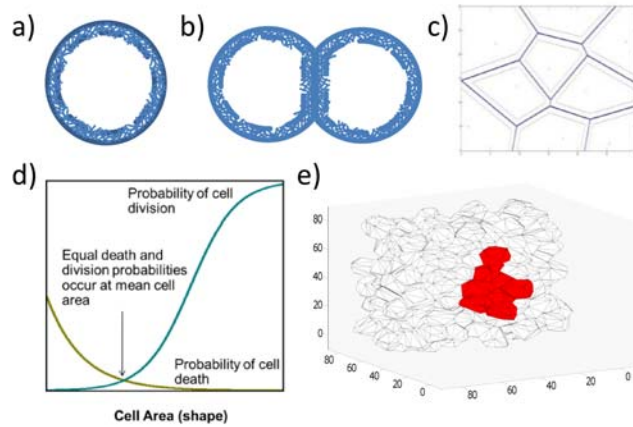 a)
b)
c)
d)
Probability of cell
division
Equal death and
division probabilities
occur at mean cell
area
Probability of cell
death
Cell Area (shape)
e)
80
60
40
20
0
80
60
40
20
0
80
60
40
20
0